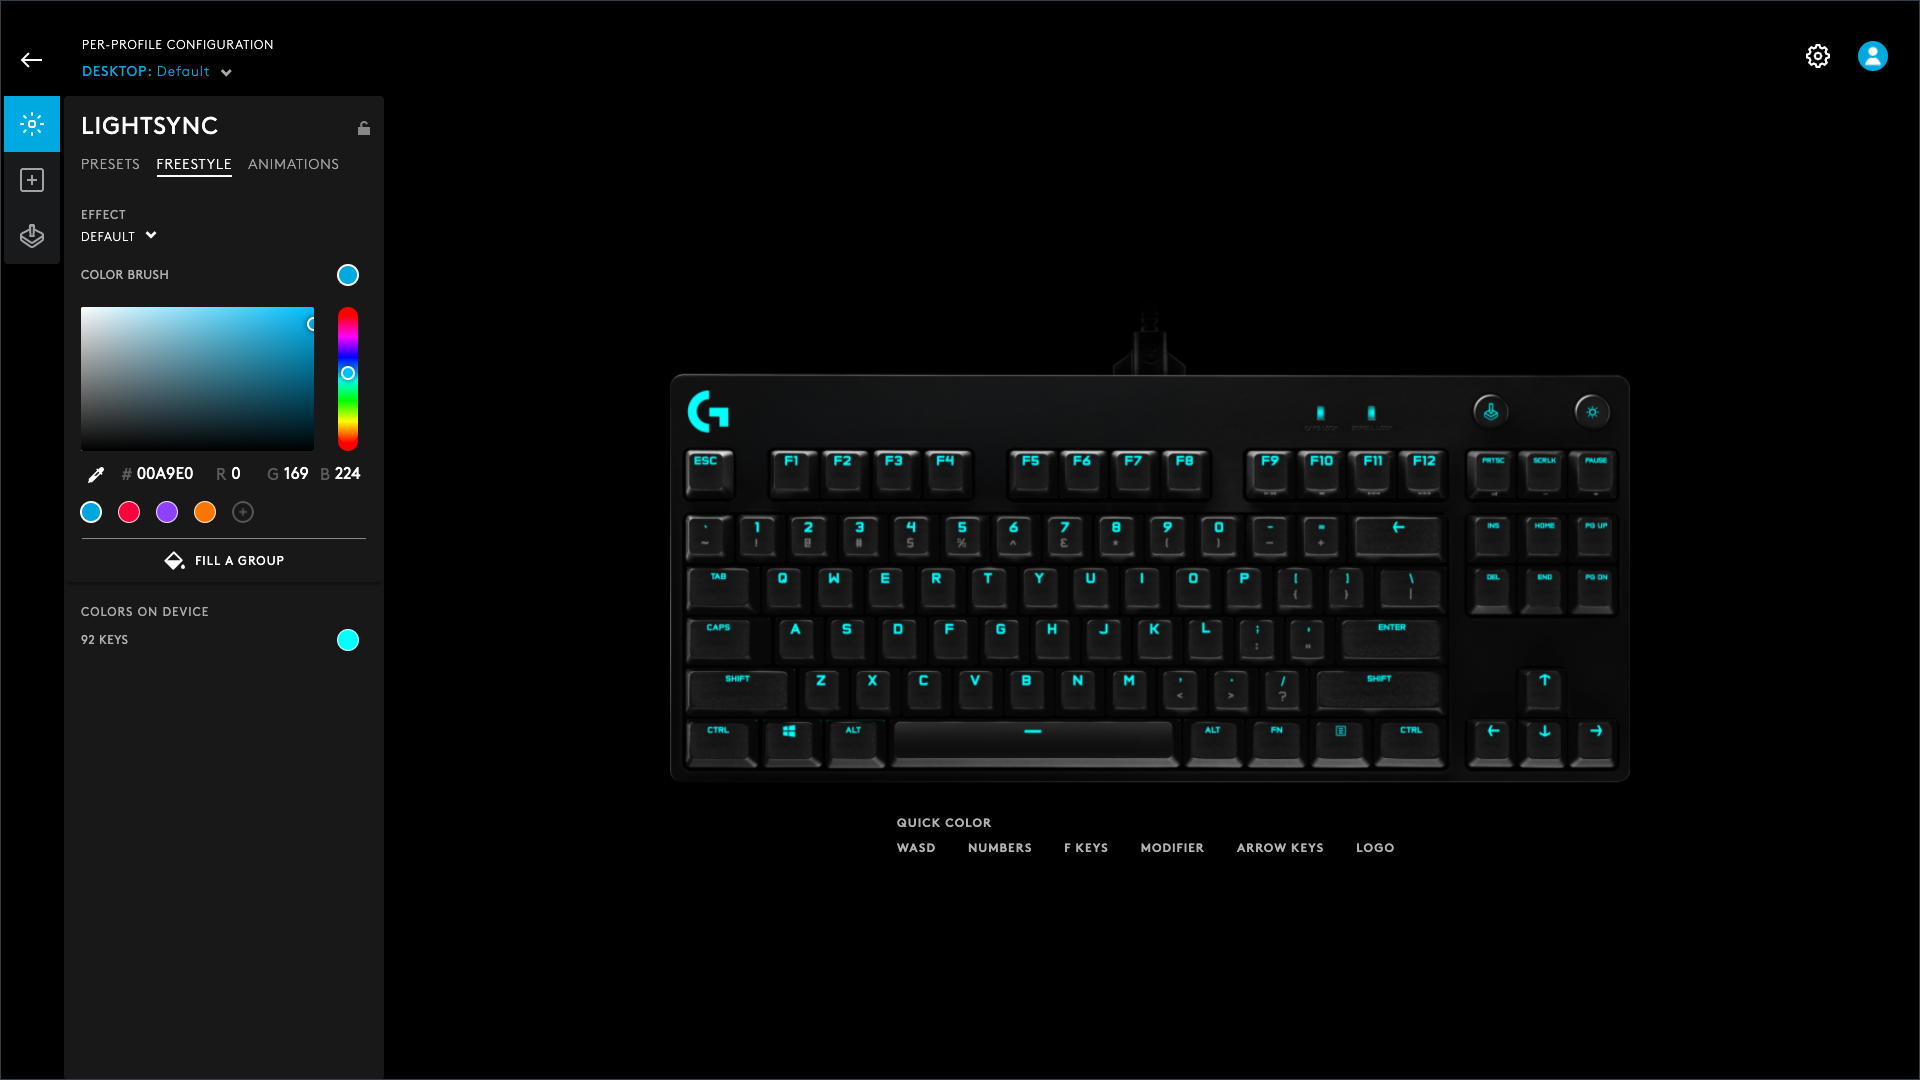 PER-PROFILE CONFIGURATION
DESKTOP: Default
LIGHTSYNC
PRESETS FREESTYLE ANIMATIONS
EFFECT
DEFAULT
COLOR BRUSH
# 00A9E0 R 0 G 169 B 224
FILL A GROUP
COLORS ON DEVICE
92 KEYS
ESC F1 F2 F3 F4 F5 F6 F7 F8 F9 F10 F11 F12 PRTSC SCRLK PAUSE
` 1 2 3 4 5 6 7 8 9 0 - = ← INS HOME PG UP
~ ! @ # $ % ^ & * ( ) _ +
TAB Q W E R T Y U I O P [ ] \ DEL END PG DN
{ } |
CAPS A S D F G H J K L ; ' ENTER
: "
SHIFT Z X C V B N M , . / SHIFT ↑
< > ?
CTRL ALT ALT FN CTRL ← ↓ →
QUICK COLOR
WASD NUMBERS F KEYS MODIFIER ARROW KEYS LOGO